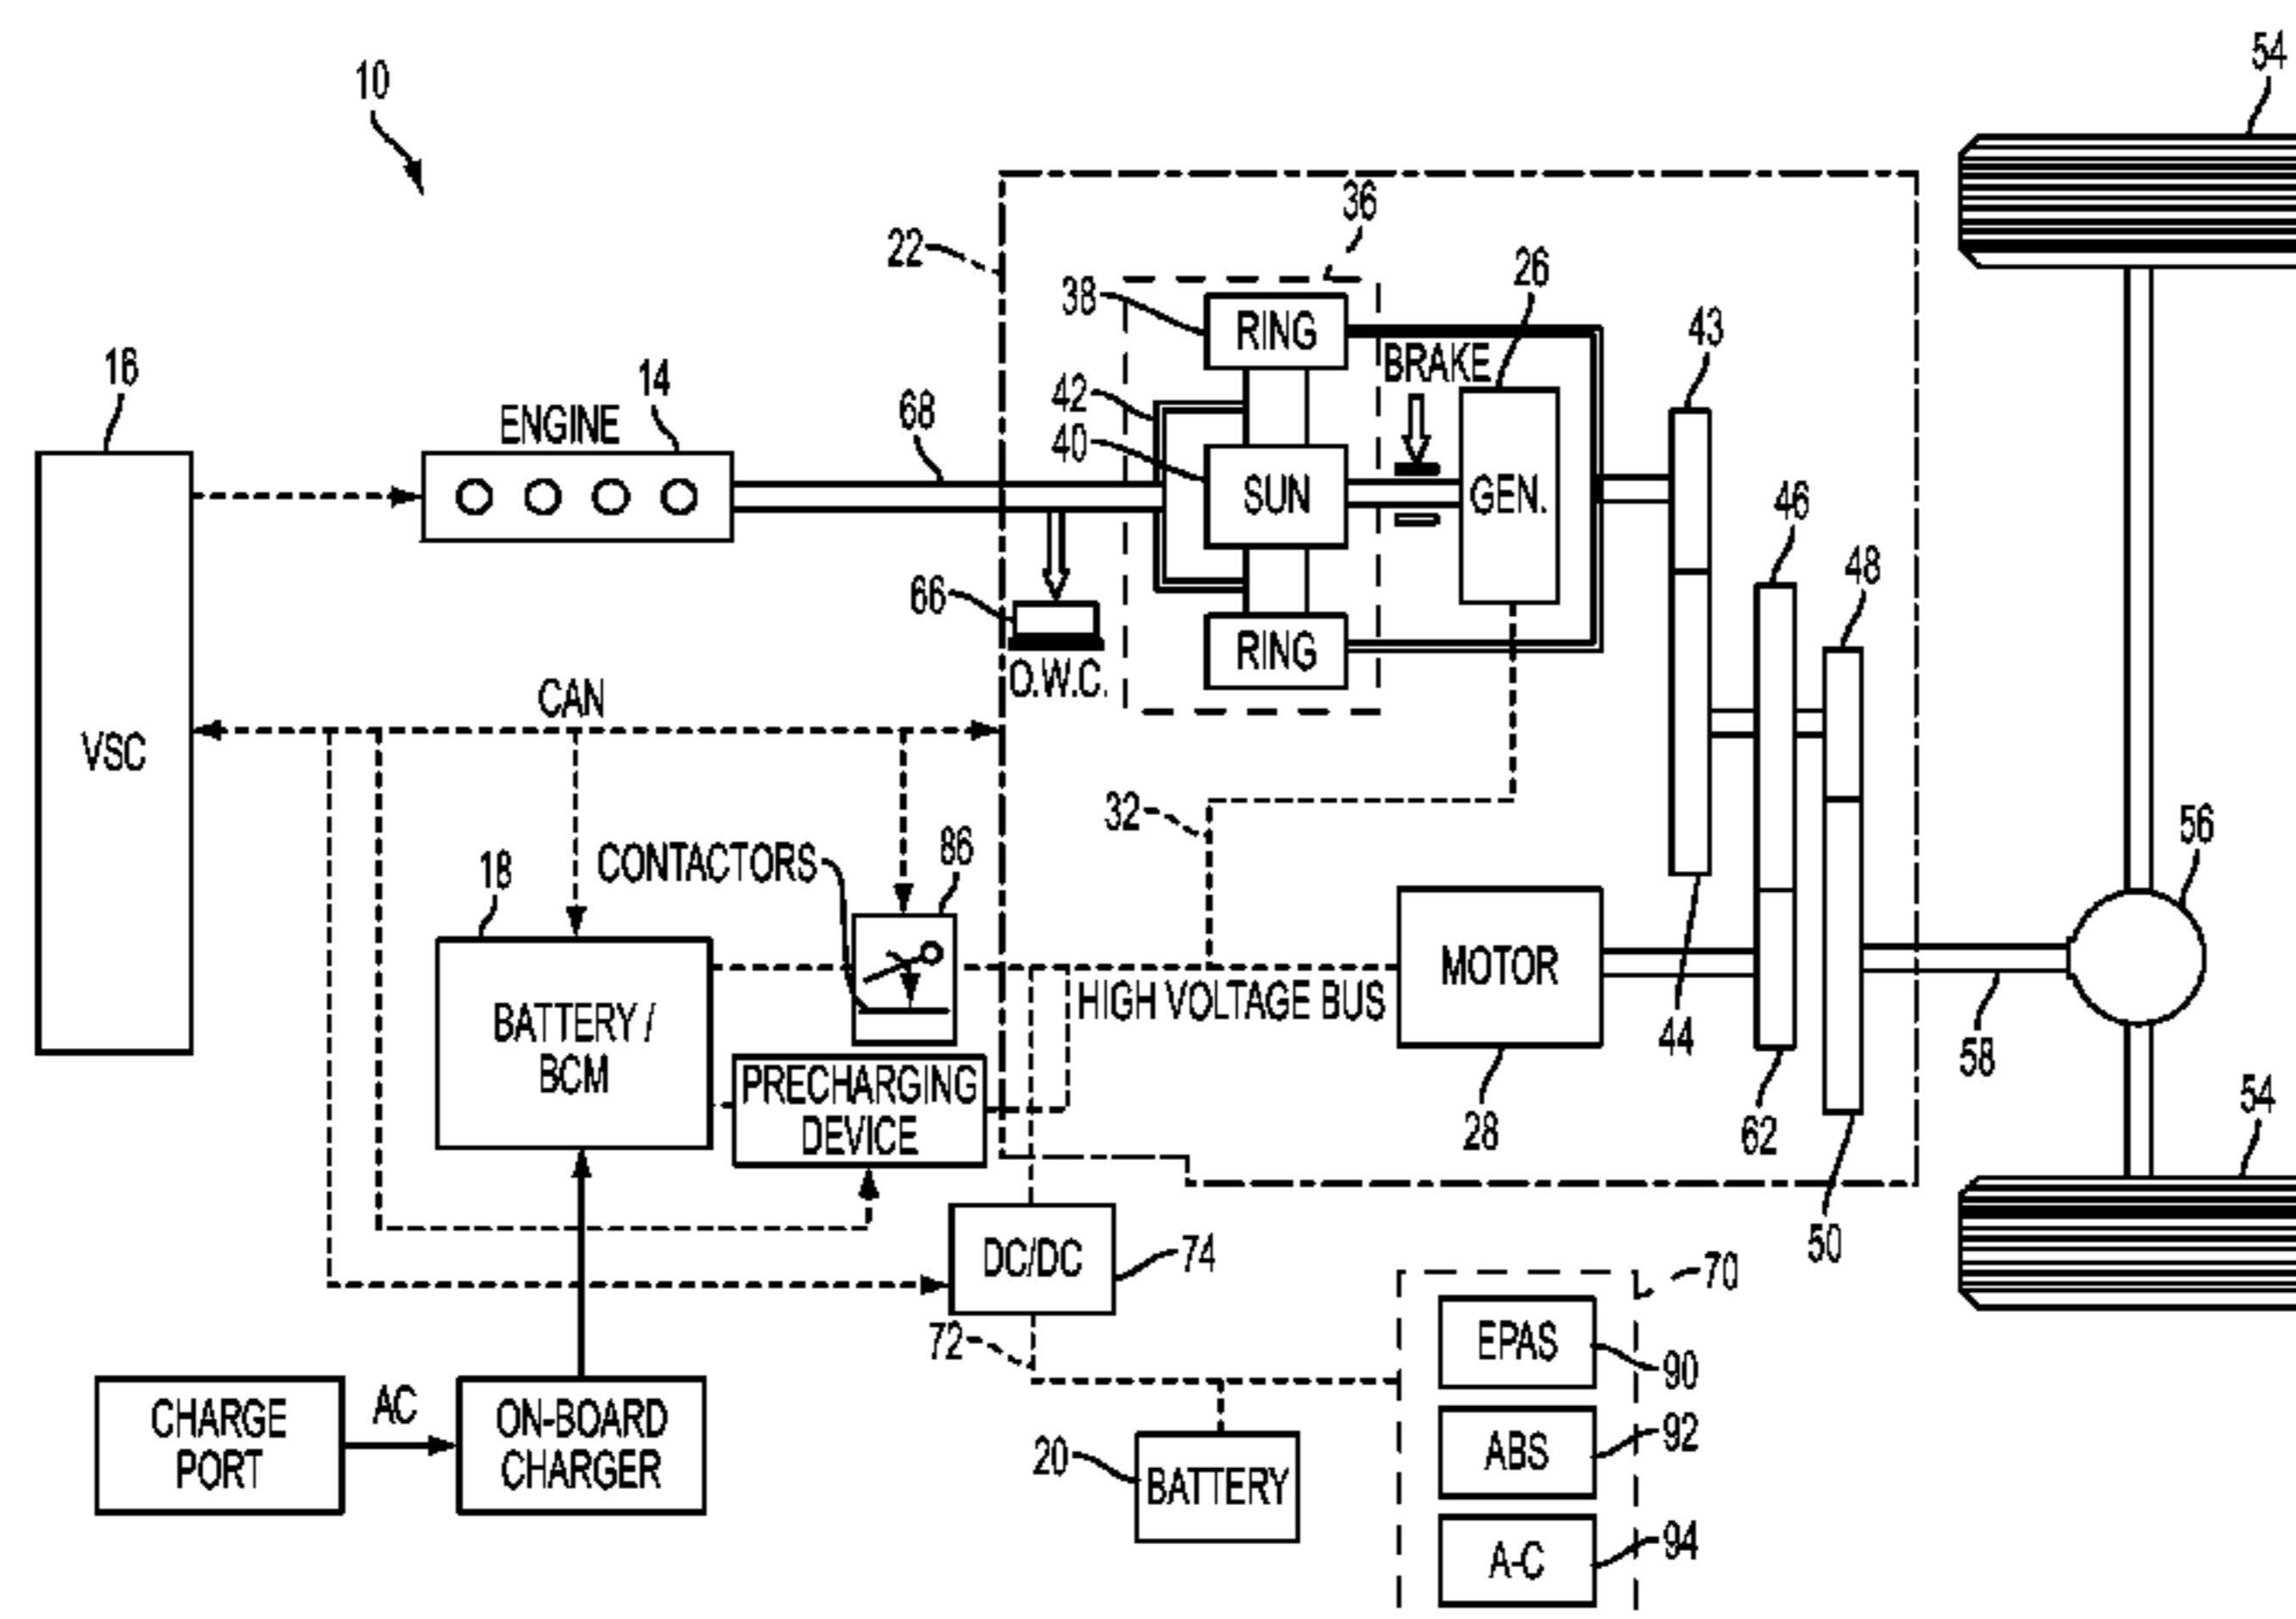 54
10
36
22
26
38
RING
43
BRAKE
16
14
42
ENGINE
68
40
SUN
GEN.
46
48
66
RING
O.W.C.
CAN
VSC
32
56
CONTACTORS
86
18
MOTOR
HIGH VOLTAGE BUS
BATTERY /
BCM
44
58
PRECHARGING
DEVICE
28
62
54
50
DC/DC
74
70
72
EPAS
90
CHARGE
PORT
AC
ON-BOARD
CHARGER
ABS
92
20
BATTERY
A-C
94